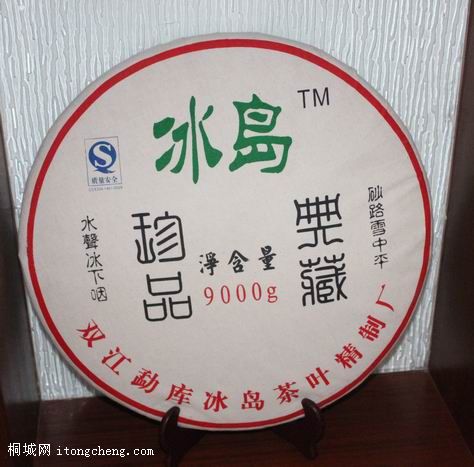 冰岛 TM
质量安全
砂路雪中平
典藏
淨含量
9000g
珍品
水聲冰下咽
双江勐库冰岛茶叶精制厂
桐城网 itongcheng.com